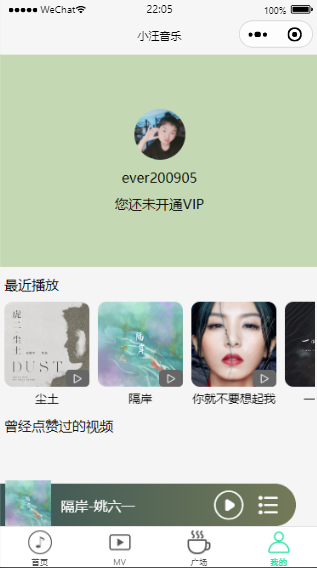 WeChat 22:05 100%
小汪音乐
ever200905
您还未开通VIP
最近播放
虎二
尘土
DUST
隔岸
尘土 隔岸 你就不要想起我 一
曾经点赞过的视频
隔岸-姚六一
首页 MV 广场 我的